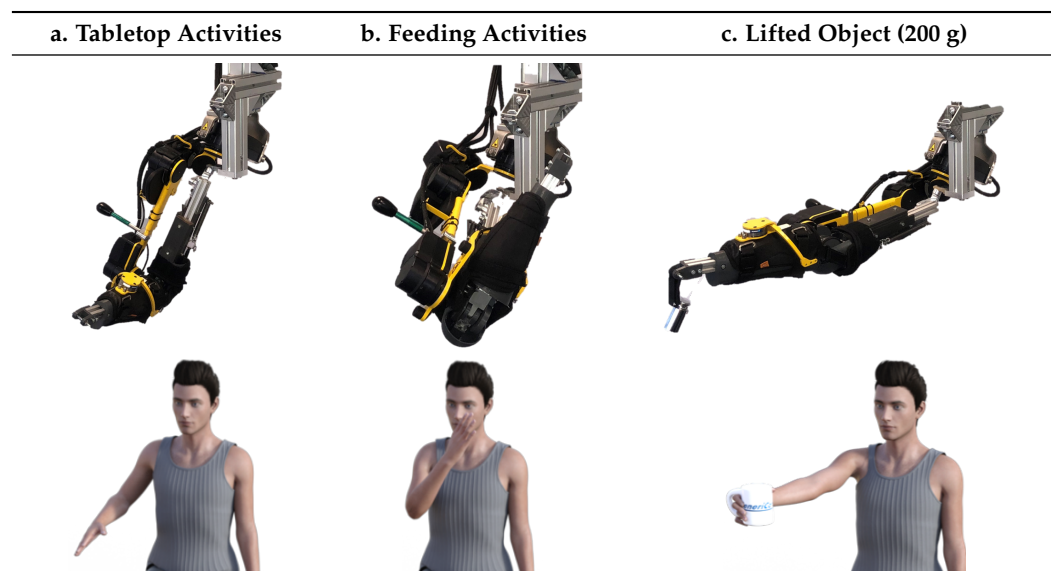 a. Tabletop Activities
b. Feeding Activities
c. Lifted Object (200 g)